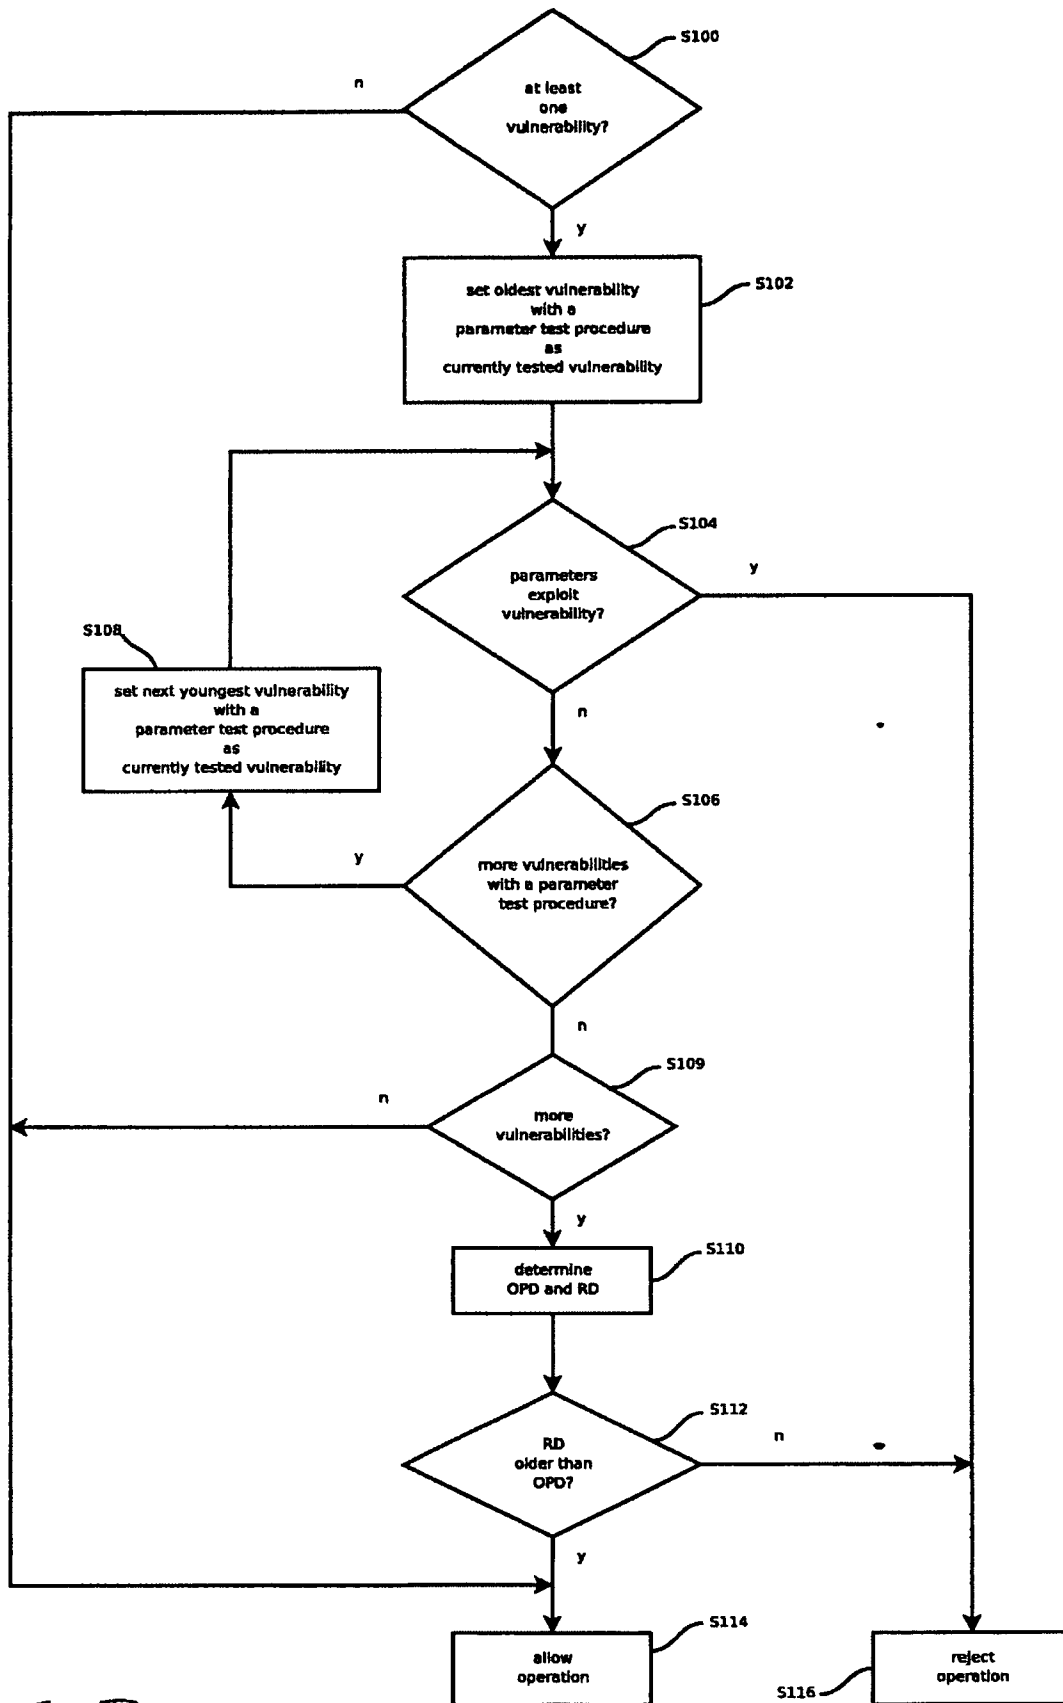 S100
n
at least
one
vulnerability?
y
S102
set oldest vulnerability
with a
parameter test procedure
as
currently tested vulnerability
S104
y
parameters
exploit
vulnerability?
S108
set next youngest vulnerability
with a
parameter test procedure
as
currently tested vulnerability
n
S106
y
more vulnerabilities
with a parameter
test procedure?
n
S109
n
more
vulnerabilities?
y
S110
determine
OPD and RD
S112
n
RD
older than
OPD?
y
S114
allow
operation
reject
operation
S116